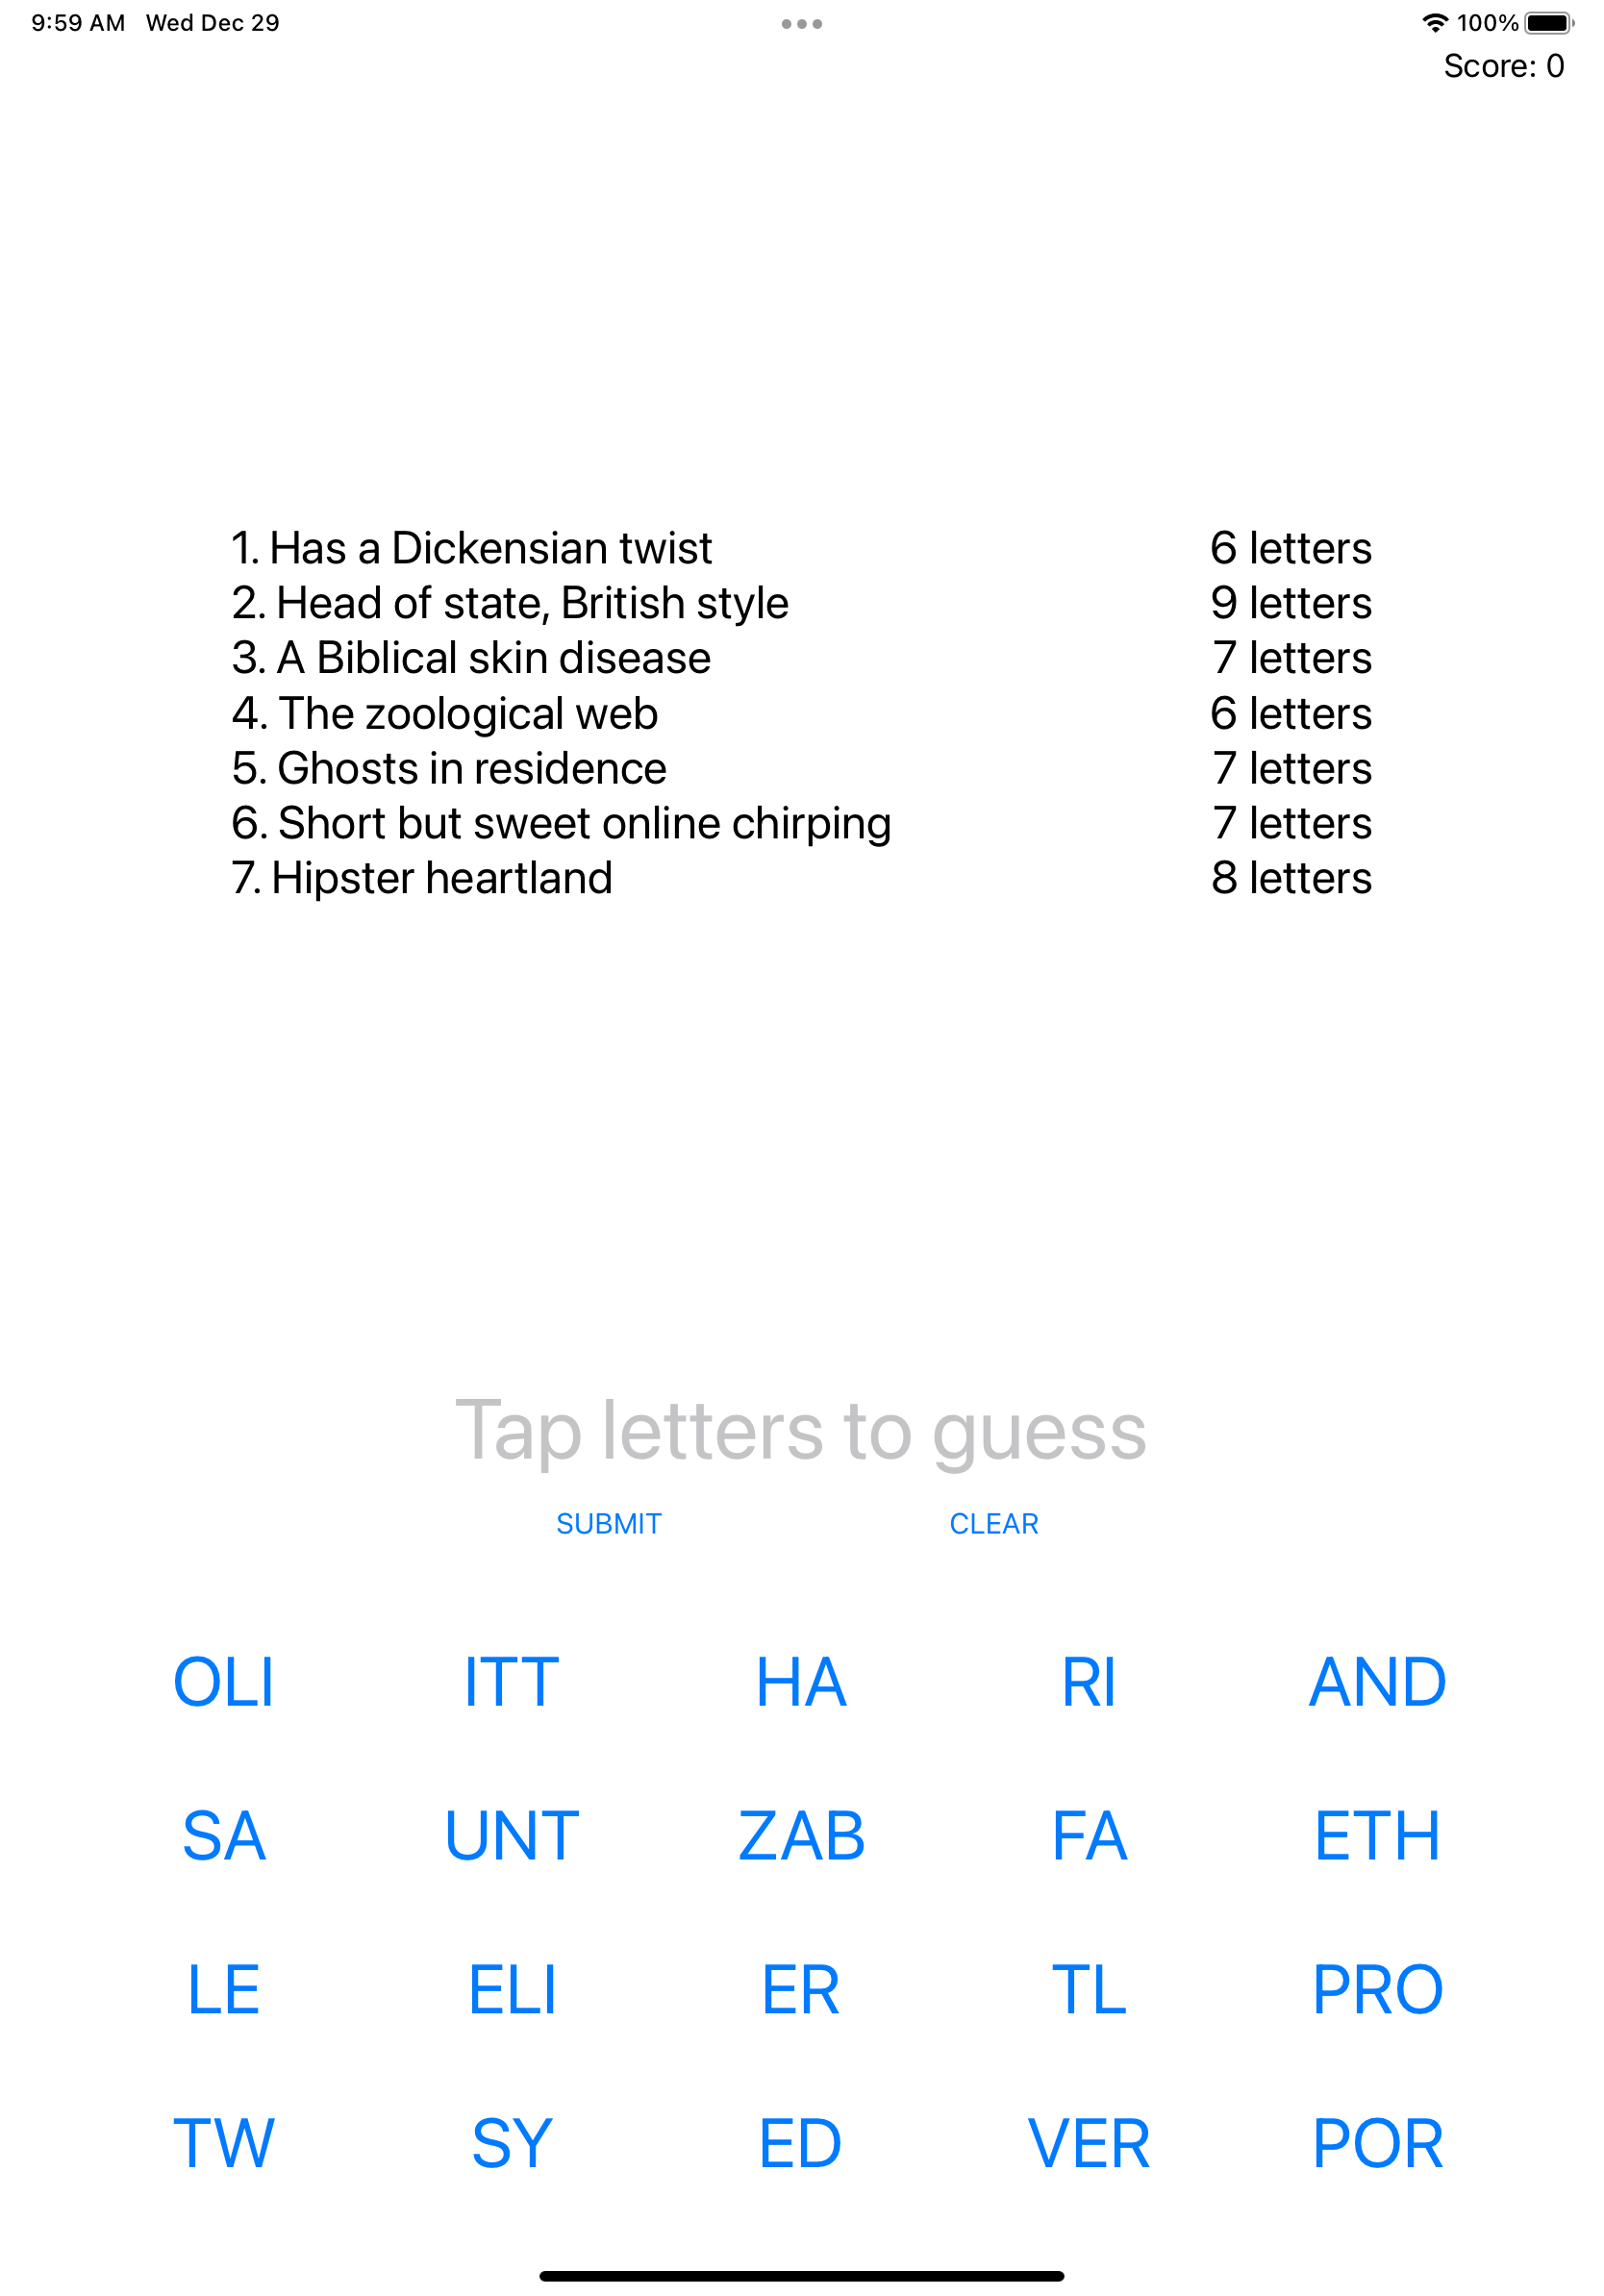 9:59 AM Wed Dec 29 100%
Score: 0
1. Has a Dickensian twist 6 letters
2. Head of state, British style 9 letters
3. A Biblical skin disease 7 letters
4. The zoological web 6 letters
5. Ghosts in residence 7 letters
6. Short but sweet online chirping 7 letters
7. Hipster heartland 8 letters
Tap letters to guess
SUBMIT CLEAR
OLI ITT HA RI AND
SA UNT ZAB FA ETH
LE ELI ER TL PRO
TW SY ED VER POR